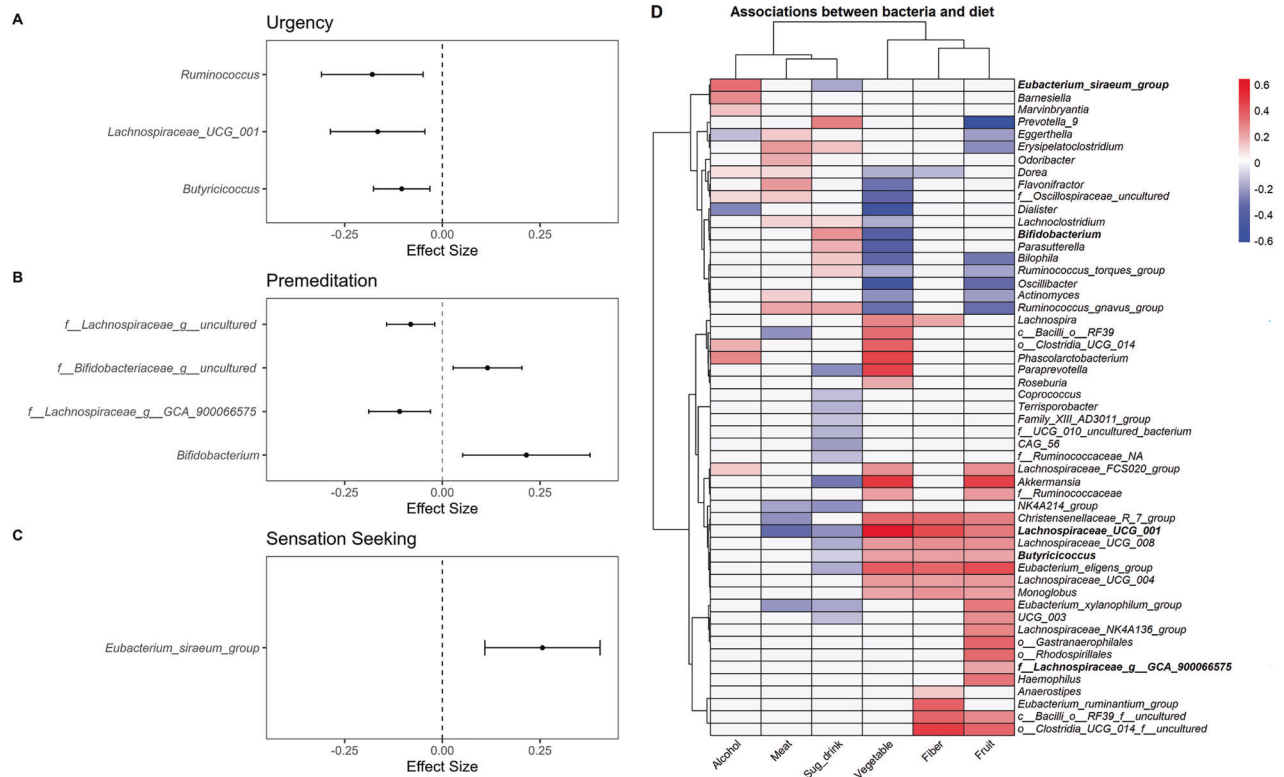 A
Urgency
Ruminococcus
Lachnospiraceae_UCG_001
Butyricicoccus
-0.25 0.00 0.25
Effect Size
B
Premeditation
f__Lachnospiraceae_g__uncultured
f__Bifidobacteriaceae_g__uncultured
f__Lachnospiraceae_g__GCA_900066575
Bifidobacterium
-0.25 0.00 0.25
Effect Size
C
Sensation Seeking
Eubacterium_siraeum_group
-0.25 0.00 0.25
Effect Size
D
Associations between bacteria and diet
Eubacterium_siraeum_group
Barnesiella
Marvinbryantia
Prevotella_9
Eggerthella
Erysipelatoclostridium
Odoribacter
Dorea
Flavonifractor
f__Oscillospiraceae_uncultured
Dialister
Lachnoclostridium
Bifidobacterium
Parasutterella
Bilophila
Ruminococcus_torques_group
Oscillibacter
Actinomyces
Ruminococcus_gnavus_group
Lachnospira
c__Bacilli_o__RF39
o__Clostridia_UCG_014
Phascolarctobacterium
Paraprevotella
Roseburia
Coprococcus
Terrisporobacter
Family_XIII_AD3011_group
f__UCG_010_uncultured_bacterium
CAG_56
f__Ruminococcaceae_NA
Lachnospiraceae_FCS020_group
Akkermansia
f__Ruminococcaceae
NK4A214_group
Christensenellaceae_R_7_group
Lachnospiraceae_UCG_001
Lachnospiraceae_UCG_008
Butyricicoccus
Eubacterium_eligens_group
Lachnospiraceae_UCG_004
Monoglobus
Eubacterium_xylanophilum_group
UCG_003
Lachnospiraceae_NK4A136_group
o__Gastranaerophilales
o__Rhodospirillales
f__Lachnospiraceae_g__GCA_900066575
Haemophilus
Anaerostipes
Eubacterium_ruminantium_group
c__Bacilli_o__RF39_f__uncultured
o__Clostridia_UCG_014_f__uncultured
Alcohol Meat Sug_drink Vegetable Fiber Fruit
0.6
0.4
0.2
0
-0.2
-0.4
-0.6